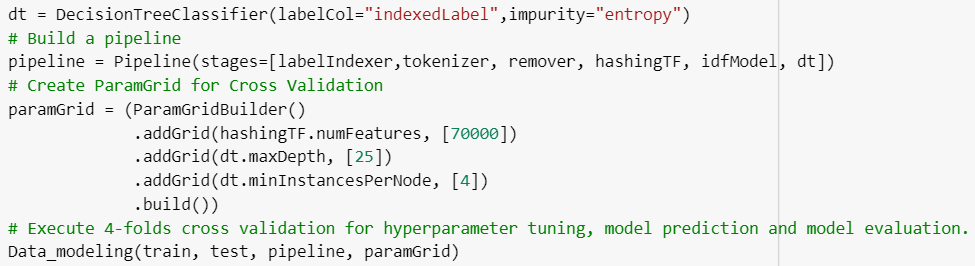 dt = DecisionTreeClassifier(labelCol="indexedLabel",impurity="entropy")
# Build a pipeline
pipeline = Pipeline(stages=[labelIndexer,tokenizer, remover, hashingTF, idfModel, dt])
# Create ParamGrid for Cross Validation
paramGrid = (ParamGridBuilder()
             .addGrid(hashingTF.numFeatures, [70000])
             .addGrid(dt.maxDepth, [25])
             .addGrid(dt.minInstancesPerNode, [4])
             .build())
# Execute 4-folds cross validation for hyperparameter tuning, model prediction and model evaluation.
Data_modeling(train, test, pipeline, paramGrid)